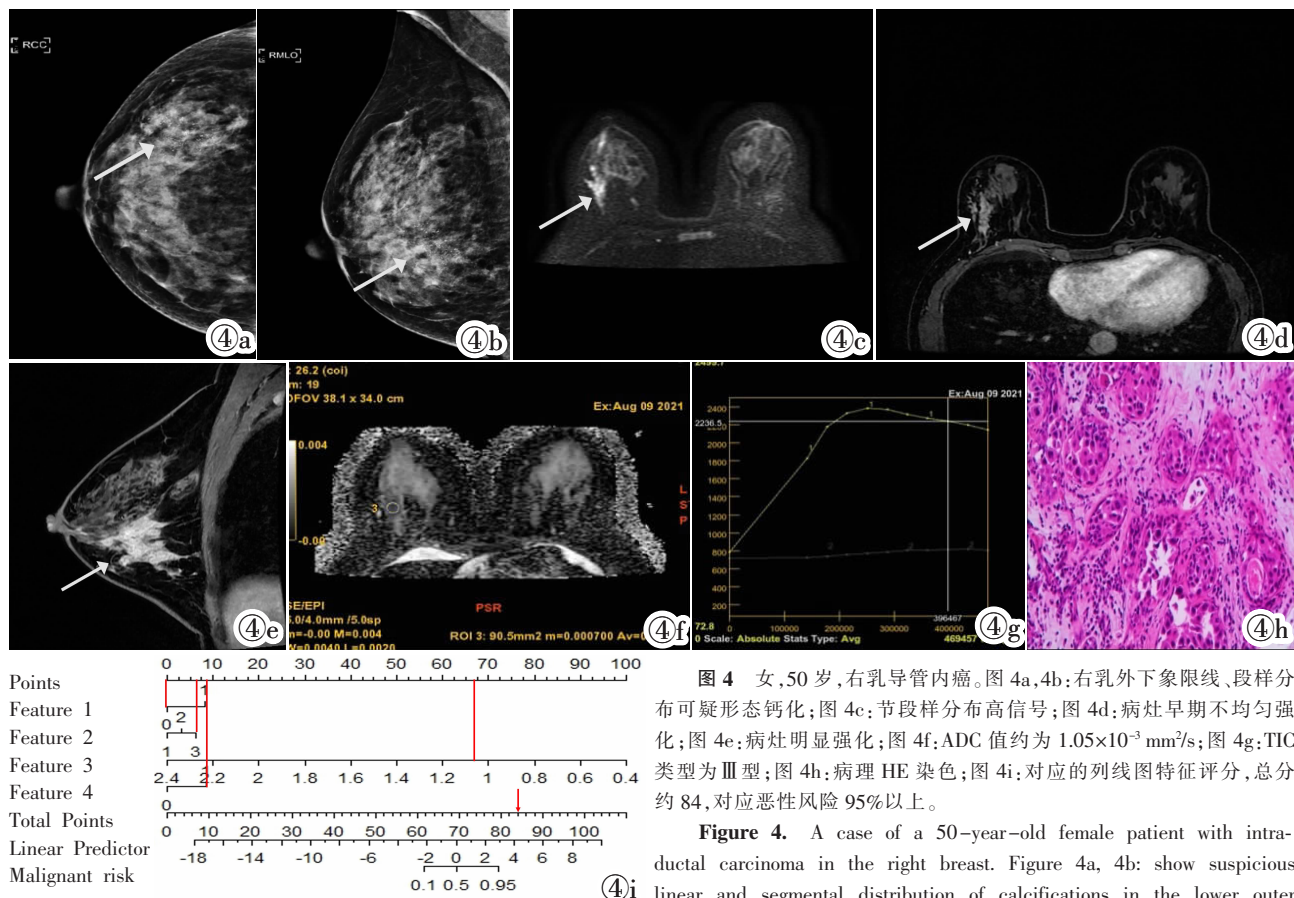 RCC
④a
RMLO
④b
④c
④d
④e
: 26.2 (coi)
m: 19
DFOV 38.1 x 34.0 cm
Ex:Aug 09 2021
0.004
3
L
PSR
SE/EPI
.0/4.0mm /5.0sp
m=-0.00 M=0.004
ROI 3: 90.5mm2 m=0.000700
④f
Ex:Aug 09 2021
2400
2236.5
2000
1800
1600
1400
1200
1000
800
600
400
200
0 100000 200000 300000 400000
396467
72.8
469457
0 Scale: Absolute Stats Type: Avg
④g
④h
0 10 20 30 40 50 60 70 80 90 100
Points
1
Feature 1
0 2
Feature 2
1 3
Feature 3
2.4 2.2 2 1.8 1.6 1.4 1.2 1 0.8 0.6 0.4
Feature 4
0
Total Points
0 10 20 30 40 50 60 70 80 90 100
Linear Predictor
-18 -14 -10 -6 -2 0 2 4 6 8
Malignant risk
0.1 0.5 0.95
④i
图 4 女,50 岁,右乳导管内癌。图 4a,4b:右乳外下象限线、段样分
布可疑形态钙化;图 4c:节段样分布高信号;图 4d:病灶早期不均匀强
化;图 4e:病灶明显强化;图 4f:ADC 值约为 1.05×10⁻³ mm²/s;图 4g:TIC
类型为Ⅲ型;图 4h:病理 HE 染色;图 4i:对应的列线图特征评分,总分
约 84,对应恶性风险 95%以上。
Figure 4. A case of a 50-year-old female patient with intra-
ductal carcinoma in the right breast. Figure 4a, 4b: show suspicious
linear and segmental distribution of calcifications in the lower outer